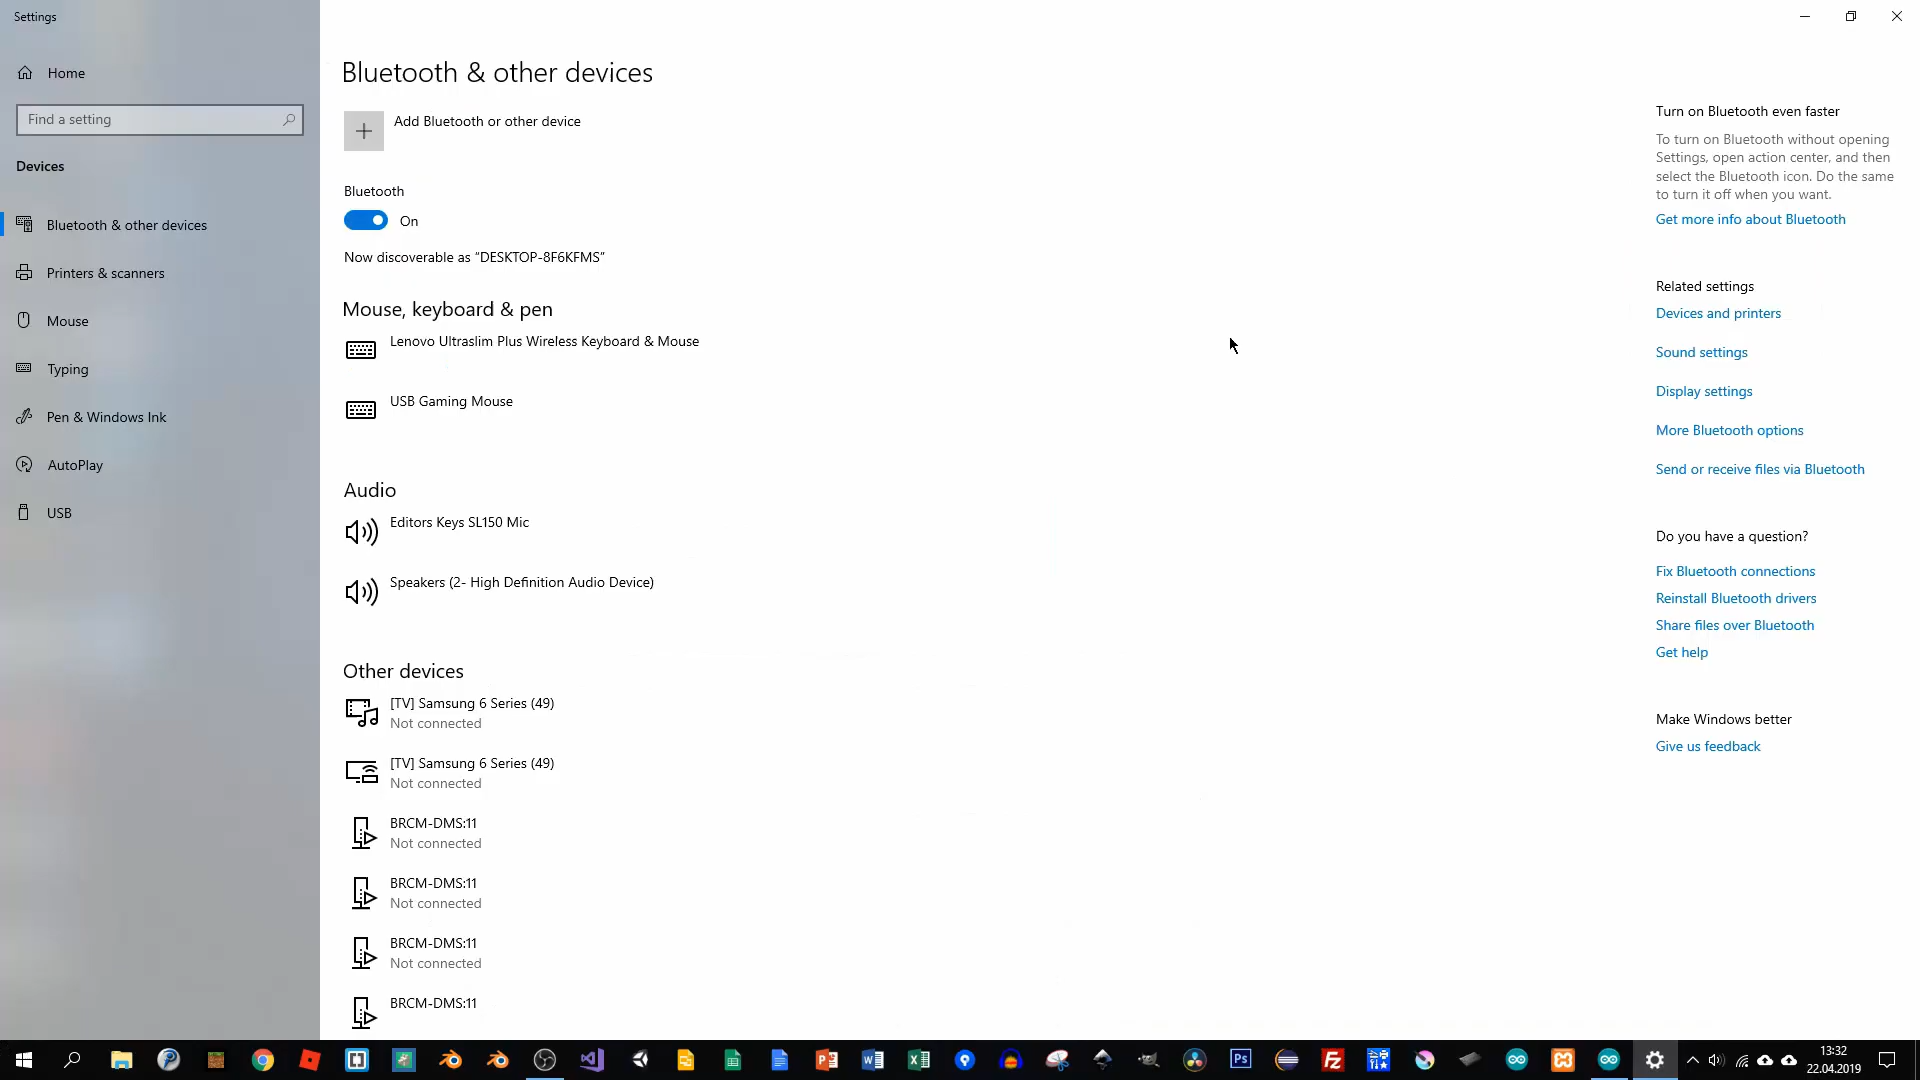 Settings
Home
Find a setting
Devices
Bluetooth & other devices
Printers & scanners
Mouse
Typing
Pen & Windows Ink
AutoPlay
USB
Bluetooth & other devices
Add Bluetooth or other device
Bluetooth
On
Now discoverable as “DESKTOP-8F6KFMS”
Mouse, keyboard & pen
Lenovo Ultraslim Plus Wireless Keyboard & Mouse
USB Gaming Mouse
Audio
Editors Keys SL150 Mic
Speakers (2- High Definition Audio Device)
Other devices
[TV] Samsung 6 Series (49)
Not connected
[TV] Samsung 6 Series (49)
Not connected
BRCM-DMS:11
Not connected
BRCM-DMS:11
Not connected
BRCM-DMS:11
Not connected
BRCM-DMS:11
Turn on Bluetooth even faster
To turn on Bluetooth without opening
Settings, open action center, and then
select the Bluetooth icon. Do the same
to turn it off when you want.
Get more info about Bluetooth
Related settings
Devices and printers
Sound settings
Display settings
More Bluetooth options
Send or receive files via Bluetooth
Do you have a question?
Fix Bluetooth connections
Reinstall Bluetooth drivers
Share files over Bluetooth
Get help
Make Windows better
Give us feedback
Ps
Fz
13:32
22.04.2019